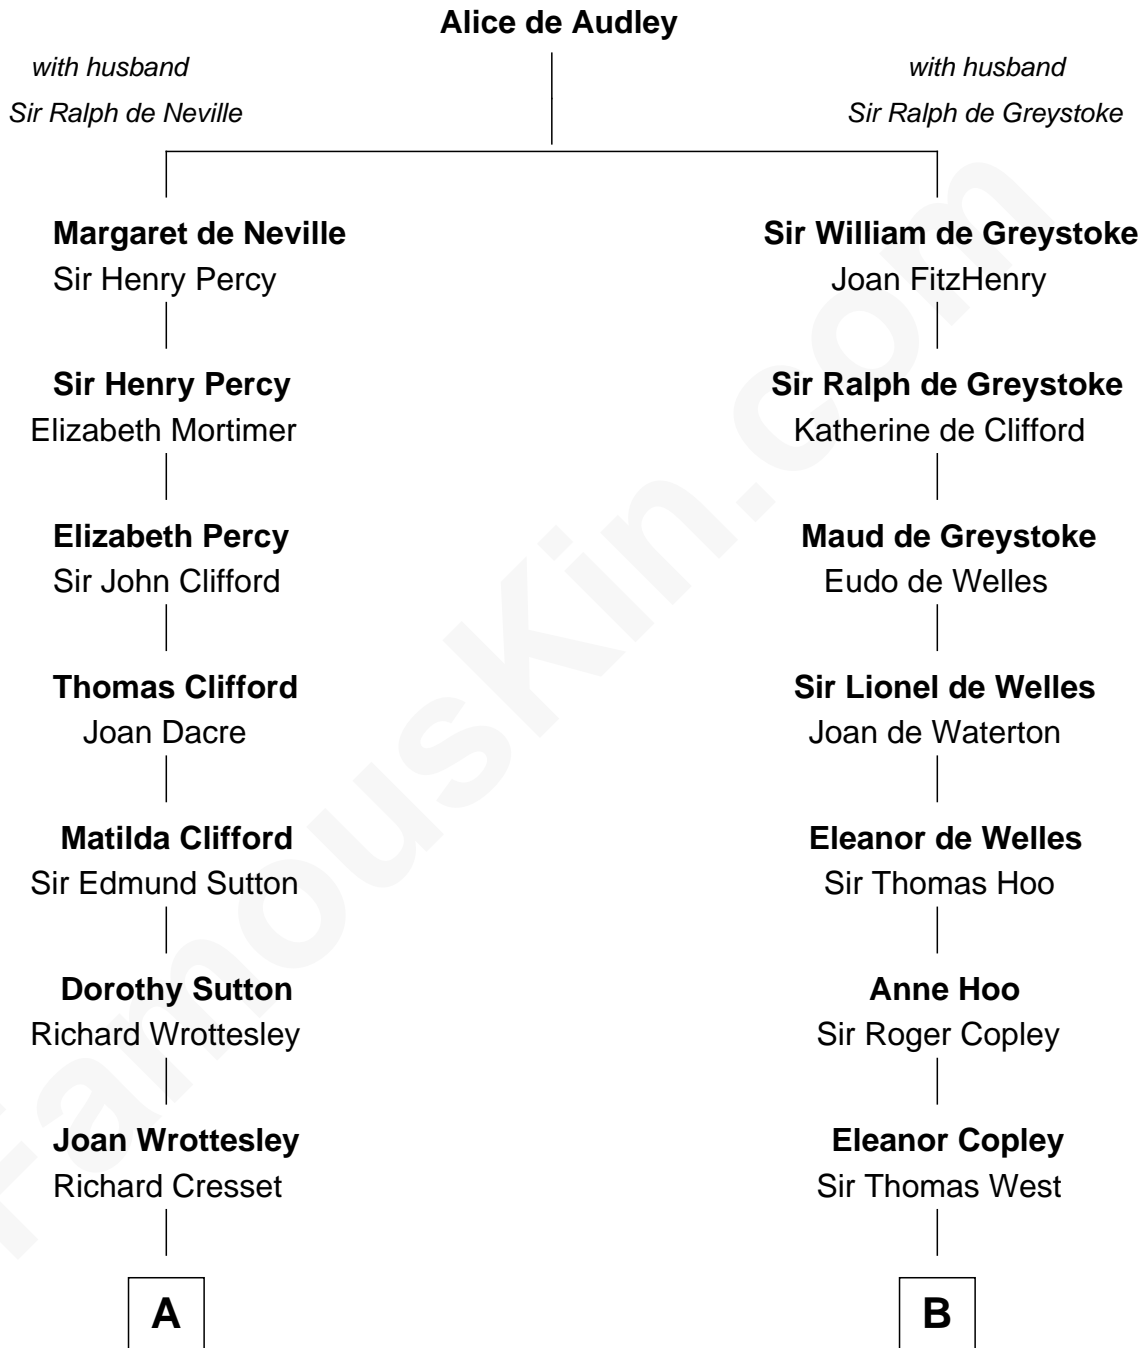 Alice de Audley
with husband
Sir Ralph de Neville
with husband
Sir Ralph de Greystoke
Margaret de Neville
Sir Henry Percy
Sir William de Greystoke
Joan FitzHenry
Sir Henry Percy
Elizabeth Mortimer
Sir Ralph de Greystoke
Katherine de Clifford
Elizabeth Percy
Sir John Clifford
Maud de Greystoke
Eudo de Welles
Thomas Clifford
Joan Dacre
Sir Lionel de Welles
Joan de Waterton
Matilda Clifford
Sir Edmund Sutton
Eleanor de Welles
Sir Thomas Hoo
Dorothy Sutton
Richard Wrottesley
Anne Hoo
Sir Roger Copley
Joan Wrottesley
Richard Cresset
Eleanor Copley
Sir Thomas West
A
B
FamousKin.com